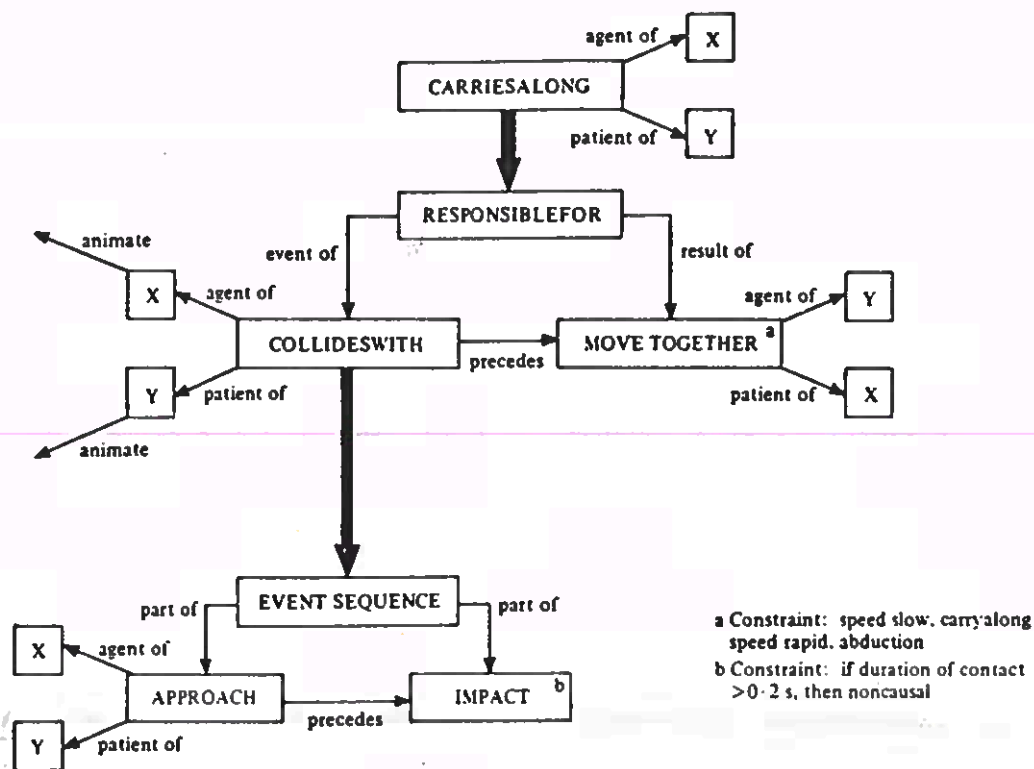 agent of
X
CARRIESALONG
patient of
Y
RESPONSIBLEFOR
animate
event of
result of
X
agent of
agent of
Y
COLLIDESWITH
precedes
MOVE TOGETHER a
Y
patient of
patient of
X
animate
EVENT SEQUENCE
part of
part of
X
agent of
APPROACH
precedes
IMPACT b
Y
patient of
a Constraint: speed slow, carryalong
speed rapid, abduction
b Constraint: if duration of contact
>0·2 s, then noncausal